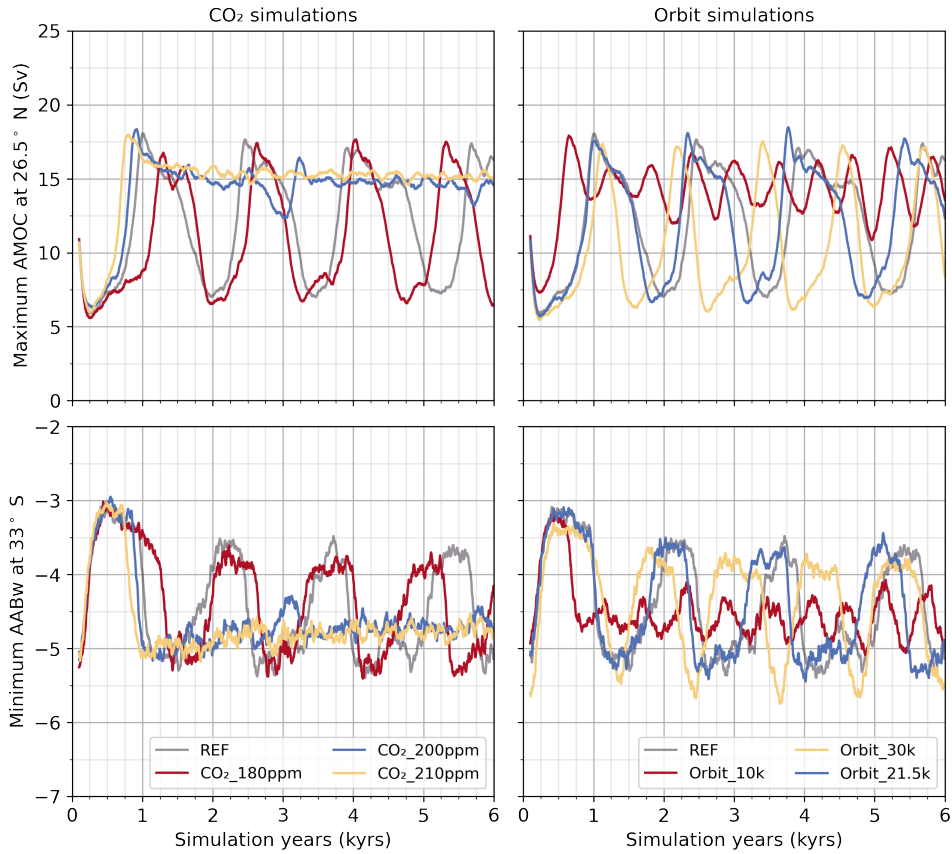 CO₂ simulations
Orbit simulations
Maximum AMOC at 26.5° N (Sv)
25
20
15
10
5
0
Minimum AABw at 33° S
−2
−3
−4
−5
−6
−7
REF
CO₂_180ppm
CO₂_200ppm
CO₂_210ppm
REF
Orbit_10k
Orbit_30k
Orbit_21.5k
0 1 2 3 4 5 6
0 1 2 3 4 5 6
Simulation years (kyrs)
Simulation years (kyrs)